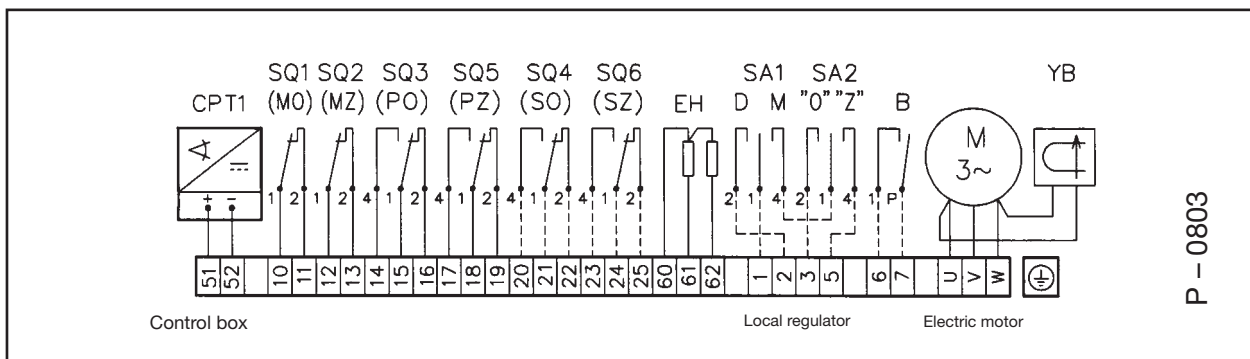 SQ1 SQ2 SQ3 SQ5 SQ4 SQ6 SA1 SA2 YB
CPT1 (MO) (MZ) (PO) (PZ) (SO) (SZ) EH D M "O" "Z" B
M
3~
+ −
1 2 1 2 4 1 2 4 1 2 4 1 2 4 1 2 2 1 4 2 1 4 1 P
51 52 10 11 12 13 14 15 16 17 18 19 20 21 22 23 24 25 60 61 62 1 2 3 5 6 7 U V W
Control box Local regulator Electric motor
P – 0803